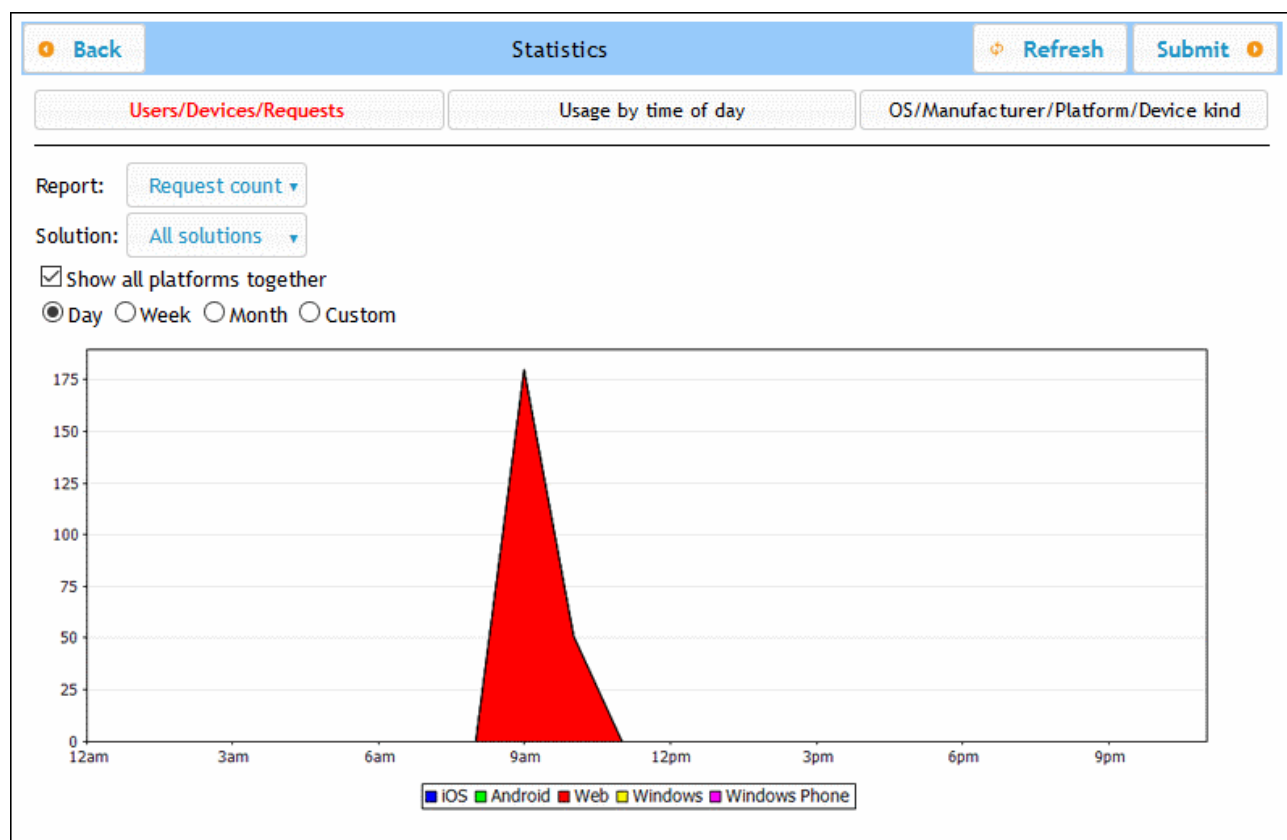 Back Statistics Refresh Submit
Users/Devices/Requests Usage by time of day OS/Manufacturer/Platform/Device kind
Report: Request count
Solution: All solutions
Show all platforms together
Day Week Month Custom
175
150
125
100
75
50
25
0
12am 3am 6am 9am 12pm 3pm 6pm 9pm
iOS Android Web Windows Windows Phone